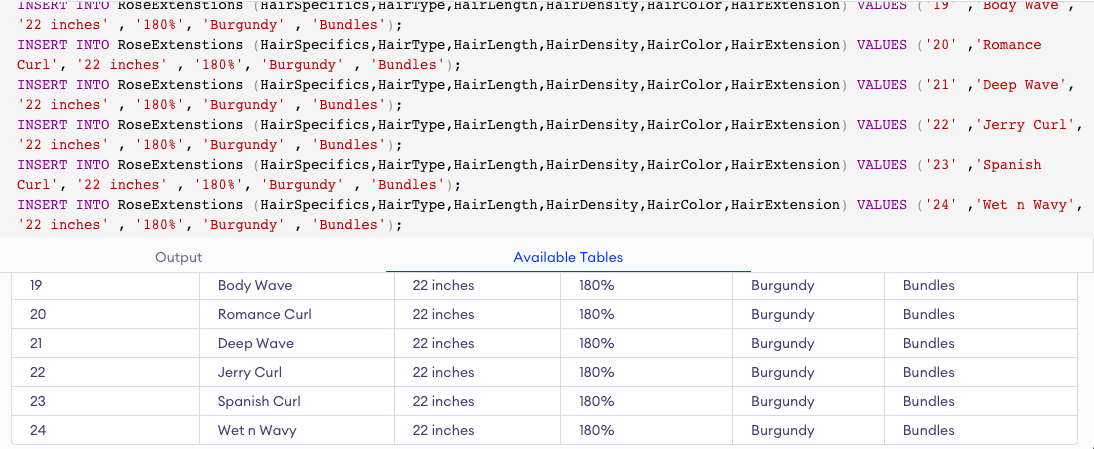 INSERT INTO RoseExtenstions (HairSpecifics,HairType,HairLength,HairDensity,HairColor,HairExtension) VALUES ('19' ,'Body Wave',
'22 inches' , '180%', 'Burgundy' , 'Bundles');
INSERT INTO RoseExtenstions (HairSpecifics,HairType,HairLength,HairDensity,HairColor,HairExtension) VALUES ('20' ,'Romance
Curl', '22 inches' , '180%', 'Burgundy' , 'Bundles');
INSERT INTO RoseExtenstions (HairSpecifics,HairType,HairLength,HairDensity,HairColor,HairExtension) VALUES ('21' ,'Deep Wave',
'22 inches' , '180%', 'Burgundy' , 'Bundles');
INSERT INTO RoseExtenstions (HairSpecifics,HairType,HairLength,HairDensity,HairColor,HairExtension) VALUES ('22' ,'Jerry Curl',
'22 inches' , '180%', 'Burgundy' , 'Bundles');
INSERT INTO RoseExtenstions (HairSpecifics,HairType,HairLength,HairDensity,HairColor,HairExtension) VALUES ('23' ,'Spanish
Curl', '22 inches' , '180%', 'Burgundy' , 'Bundles');
INSERT INTO RoseExtenstions (HairSpecifics,HairType,HairLength,HairDensity,HairColor,HairExtension) VALUES ('24' ,'Wet n Wavy',
'22 inches' , '180%', 'Burgundy' , 'Bundles');
Output Available Tables
19 Body Wave 22 inches 180% Burgundy Bundles
20 Romance Curl 22 inches 180% Burgundy Bundles
21 Deep Wave 22 inches 180% Burgundy Bundles
22 Jerry Curl 22 inches 180% Burgundy Bundles
23 Spanish Curl 22 inches 180% Burgundy Bundles
24 Wet n Wavy 22 inches 180% Burgundy Bundles